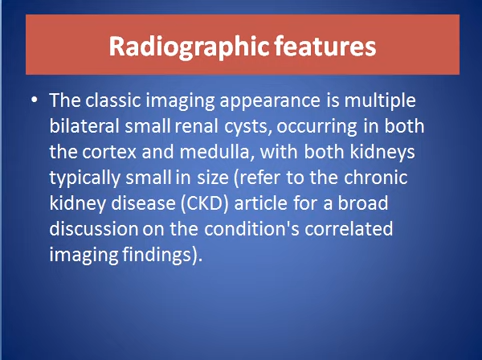 Radiographic features
• The classic imaging appearance is multiple
bilateral small renal cysts, occurring in both
the cortex and medulla, with both kidneys
typically small in size (refer to the chronic
kidney disease (CKD) article for a broad
discussion on the condition's correlated
imaging findings).